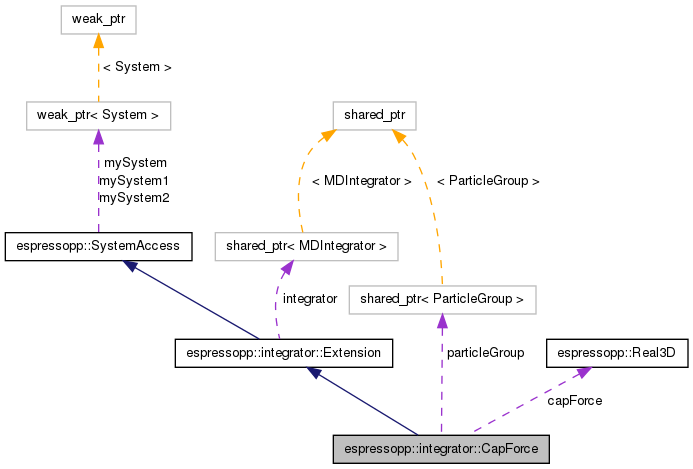 weak_ptr
< System >
weak_ptr< System >
shared_ptr
mySystem
mySystem1
mySystem2
< MDIntegrator >
< ParticleGroup >
espressopp::SystemAccess
shared_ptr< MDIntegrator >
integrator
shared_ptr< ParticleGroup >
espressopp::integrator::Extension
particleGroup
espressopp::Real3D
capForce
espressopp::integrator::CapForce